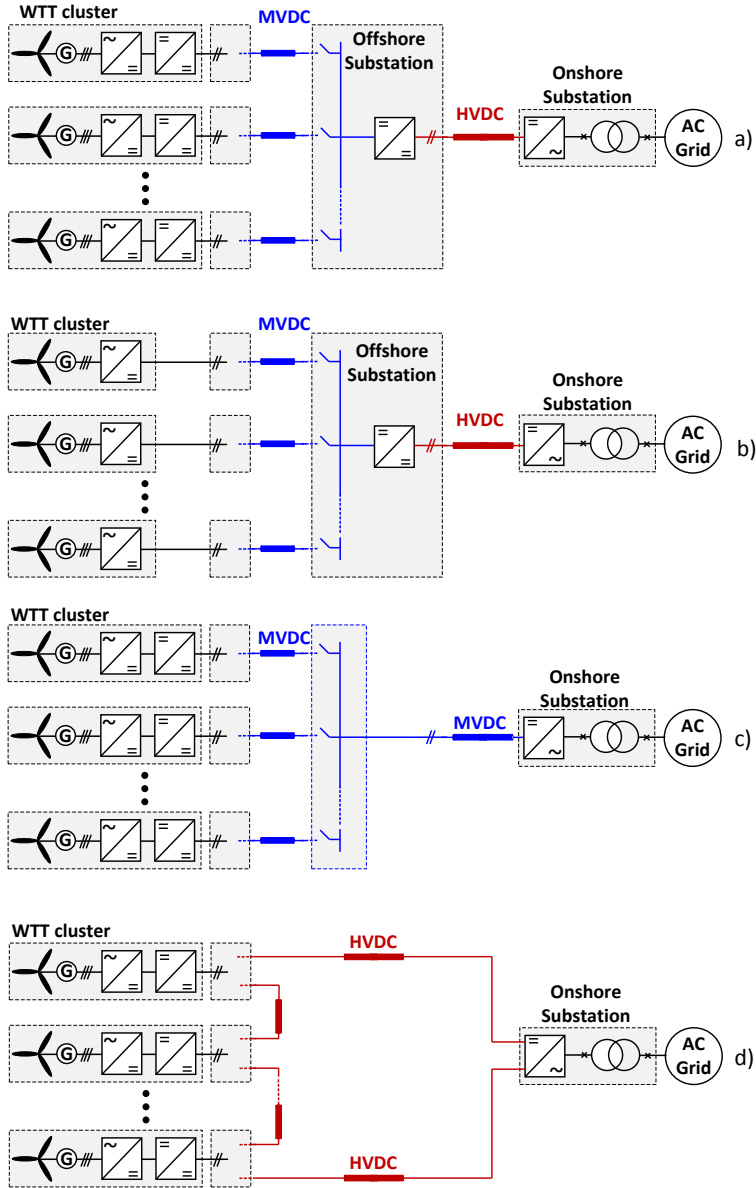 WTT cluster
MVDC
Offshore
Substation
HVDC
Onshore
Substation
G
G
G
AC
Grid
a)
WTT cluster
MVDC
Offshore
Substation
HVDC
Onshore
Substation
G
G
G
AC
Grid
b)
WTT cluster
MVDC
MVDC
Onshore
Substation
G
G
G
AC
Grid
c)
WTT cluster
HVDC
Onshore
Substation
G
G
G
AC
Grid
d)
HVDC